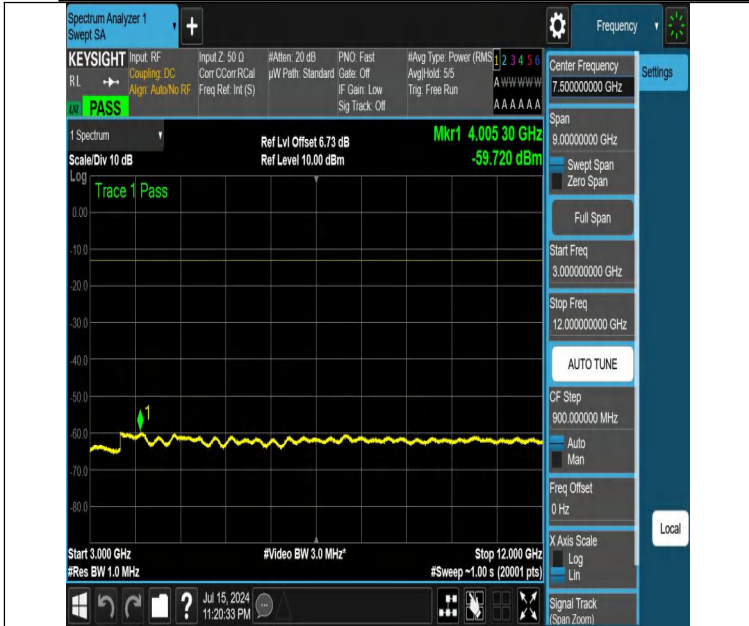 Spectrum Analyzer 1
Swept SA
+
Frequency
KEYSIGHT
RL
PASS
Input: RF
Coupling: DC
Align: Auto/No RF
Input Z: 50 Ω
Corr CCorr RCal
Freq Ref: Int (S)
#Atten: 20 dB
µW Path: Standard
PNO: Fast
Gate: Off
IF Gain: Low
Sig Track: Off
#Avg Type: Power (RMS
Avg|Hold: 5/5
Trig: Free Run
1 2 3 4 5 6
A W W W W W
A A A A A A
1 Spectrum
Scale/Div 10 dB
Ref Lvl Offset 6.73 dB
Ref Level 10.00 dBm
Mkr1 4.005 30 GHz
-59.720 dBm
Log
Trace 1 Pass
0.00
-10.0
-20.0
-30.0
-40.0
-50.0
-60.0
-70.0
-80.0
1
Start 3.000 GHz
#Res BW 1.0 MHz
#Video BW 3.0 MHz*
Stop 12.000 GHz
#Sweep ~1.00 s (20001 pts)
?
Jul 15, 2024
11:20:33 PM
Center Frequency
7.500000000 GHz
Settings
Span
9.00000000 GHz
Swept Span
Zero Span
Full Span
Start Freq
3.000000000 GHz
Stop Freq
12.000000000 GHz
AUTO TUNE
CF Step
900.000000 MHz
Auto
Man
Freq Offset
0 Hz
X Axis Scale
Log
Lin
Local
Signal Track
(Span Zoom)